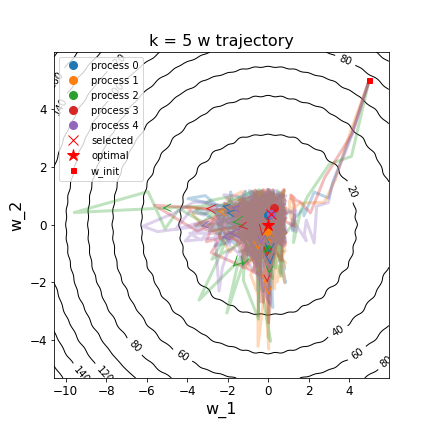 k = 5 w trajectory
process 0
process 1
process 2
process 3
process 4
selected
optimal
w_init
w_2
4
2
0
−2
−4
−10
−8
−6
−4
−2
0
2
4
w_1
80
20
40
60
80
80
60
40
120
140